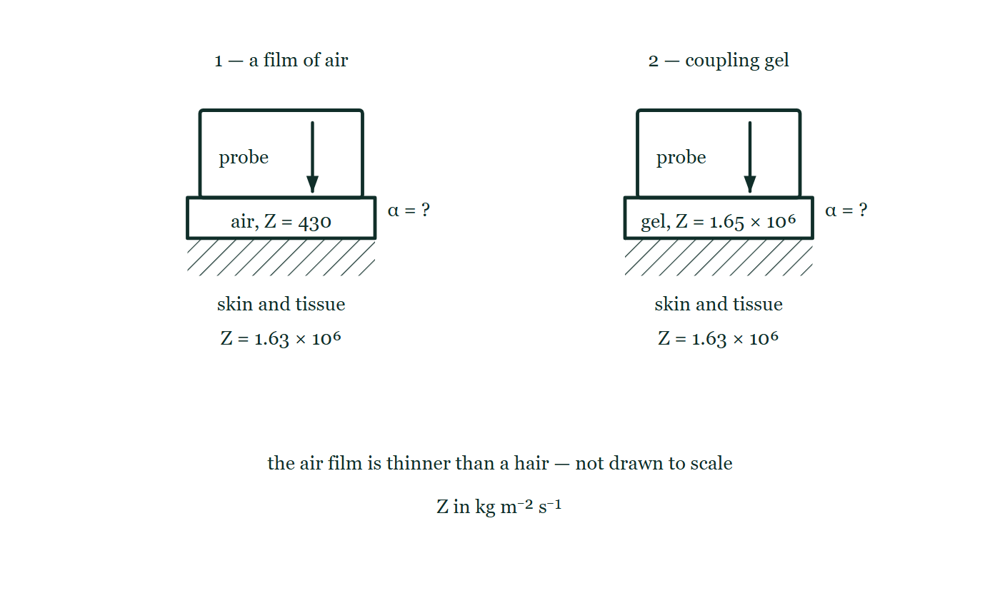 1 — a film of air
probe
air, Z = 430
α = ?
skin and tissue
Z = 1.63 × 10⁶
2 — coupling gel
probe
gel, Z = 1.65 × 10⁶
α = ?
skin and tissue
Z = 1.63 × 10⁶
the air film is thinner than a hair — not drawn to scale
Z in kg m⁻² s⁻¹